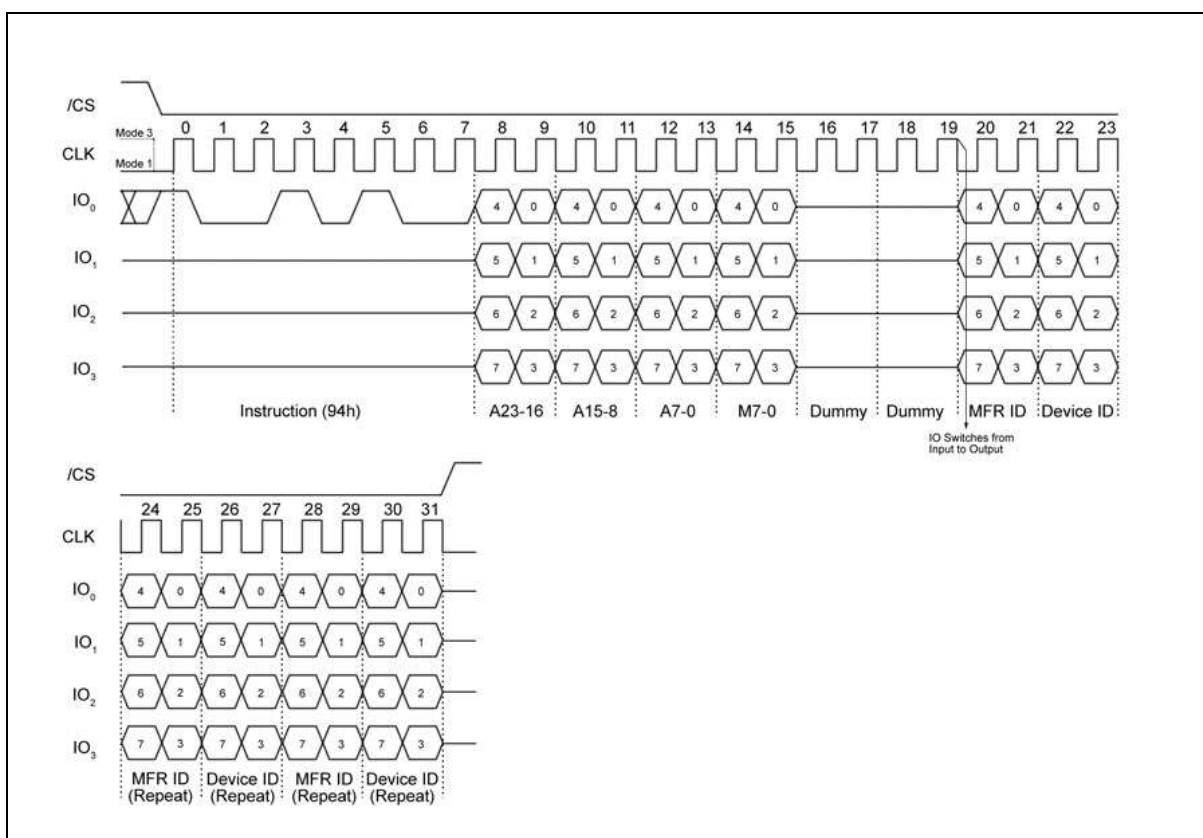 /CS
Mode 3 0 1 2 3 4 5 6 7 8 9 10 11 12 13 14 15 16 17 18 19 20 21 22 23
CLK
Mode 1
IO0 4 0 4 0 4 0 4 0 4 0 4 0
IO1 5 1 5 1 5 1 5 1 5 1 5 1
IO2 6 2 6 2 6 2 6 2 6 2 6 2
IO3 7 3 7 3 7 3 7 3 7 3 7 3
Instruction (94h) A23-16 A15-8 A7-0 M7-0 Dummy Dummy MFR ID Device ID
IO Switches from
Input to Output
/CS
24 25 26 27 28 29 30 31
CLK
IO0 4 0 4 0 4 0 4 0
IO1 5 1 5 1 5 1 5 1
IO2 6 2 6 2 6 2 6 2
IO3 7 3 7 3 7 3 7 3
MFR ID Device ID MFR ID Device ID
(Repeat) (Repeat) (Repeat) (Repeat)